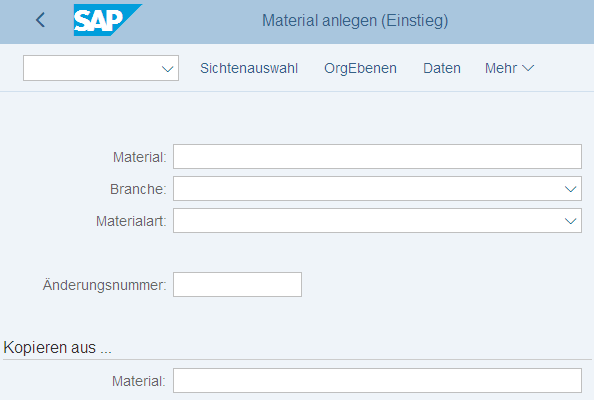 SAP Material anlegen (Einstieg)
Sichtenauswahl OrgEbenen Daten Mehr
Material:
Branche:
Materialart:
Änderungsnummer:
Kopieren aus ...
Material: